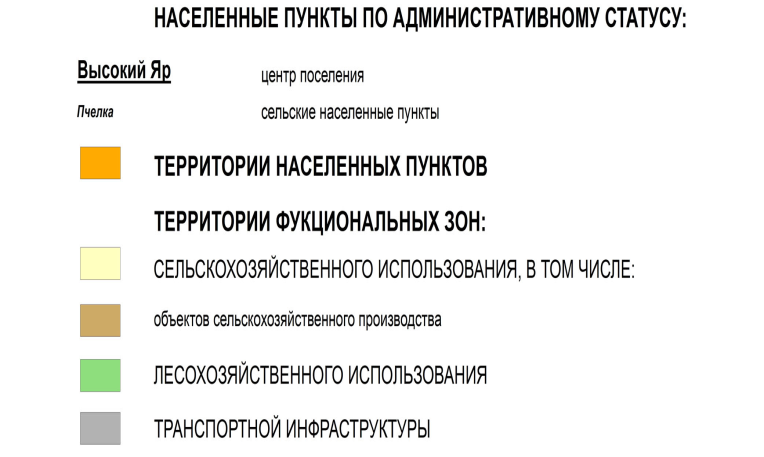 НАСЕЛЕННЫЕ ПУНКТЫ ПО АДМИНИСТРАТИВНОМУ СТАТУСУ:
Высокий Яр центр поселения
Пчелка сельские населенные пункты
ТЕРРИТОРИИ НАСЕЛЕННЫХ ПУНКТОВ
ТЕРРИТОРИИ ФУКЦИОНАЛЬНЫХ ЗОН:
СЕЛЬСКОХОЗЯЙСТВЕННОГО ИСПОЛЬЗОВАНИЯ, В ТОМ ЧИСЛЕ:
объектов сельскохозяйственного производства
ЛЕСОХОЗЯЙСТВЕННОГО ИСПОЛЬЗОВАНИЯ
ТРАНСПОРТНОЙ ИНФРАСТРУКТУРЫ